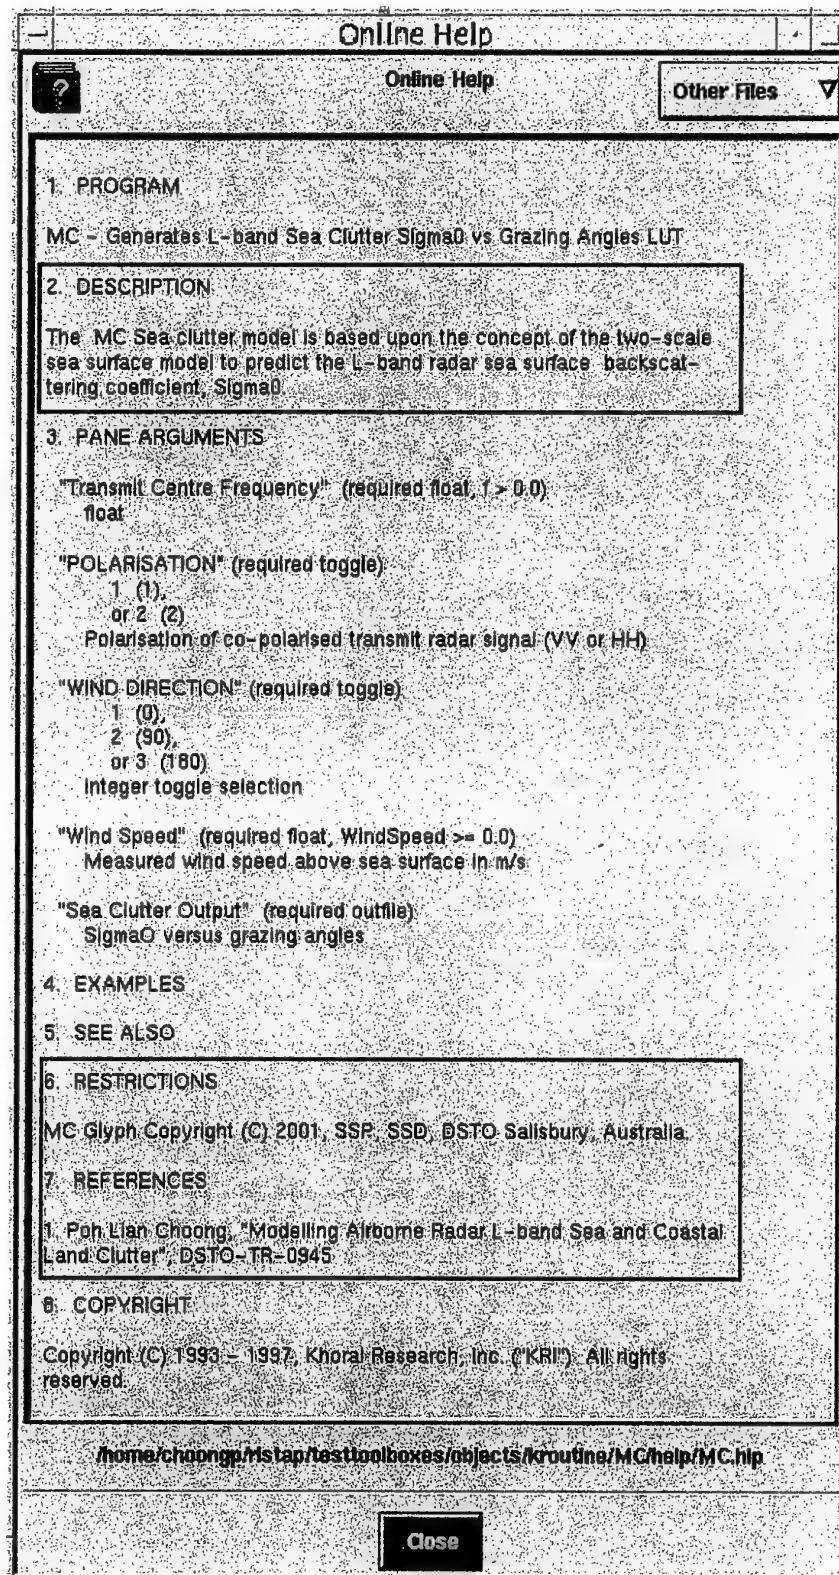 Online Help
Online Help
Other Files
?
1. PROGRAM
MC - Generates L-band Sea Clutter Sigma0 vs Grazing Angles LUT
2. DESCRIPTION
The MC Sea clutter model is based upon the concept of the two-scale
sea surface model to predict the L-band radar sea surface backscat-
tering coefficient, Sigma0.
3. PANE ARGUMENTS
"Transmit Centre Frequency" (required float, f > 0.0)
float
"POLARISATION" (required toggle)
1 (1),
or 2 (2)
Polarisation of co-polarised transmit radar signal (VV or HH)
"WIND DIRECTION" (required toggle)
1 (0),
2 (90),
or 3 (180)
Integer toggle selection
"Wind Speed" (required float, WindSpeed >= 0.0)
Measured wind speed above sea surface in m/s
"Sea Clutter Output" (required outfile)
SigmaO versus grazing angles
4. EXAMPLES
5. SEE ALSO
6. RESTRICTIONS
MC Glyph Copyright (C) 2001, SSP, SSD, DSTO Salisbury, Australia.
7. REFERENCES
1. Poh Lian Choong, "Modelling Airborne Radar L-band Sea and Coastal
Land Clutter", DSTO-TR-0945
8. COPYRIGHT
Copyright (C) 1993 - 1997, Khoral Research, Inc. ("KRI"). All rights
reserved.
/home/choongp/rlstap/testtoolboxes/objects/kroutine/MC/help/MC.hlp
Close